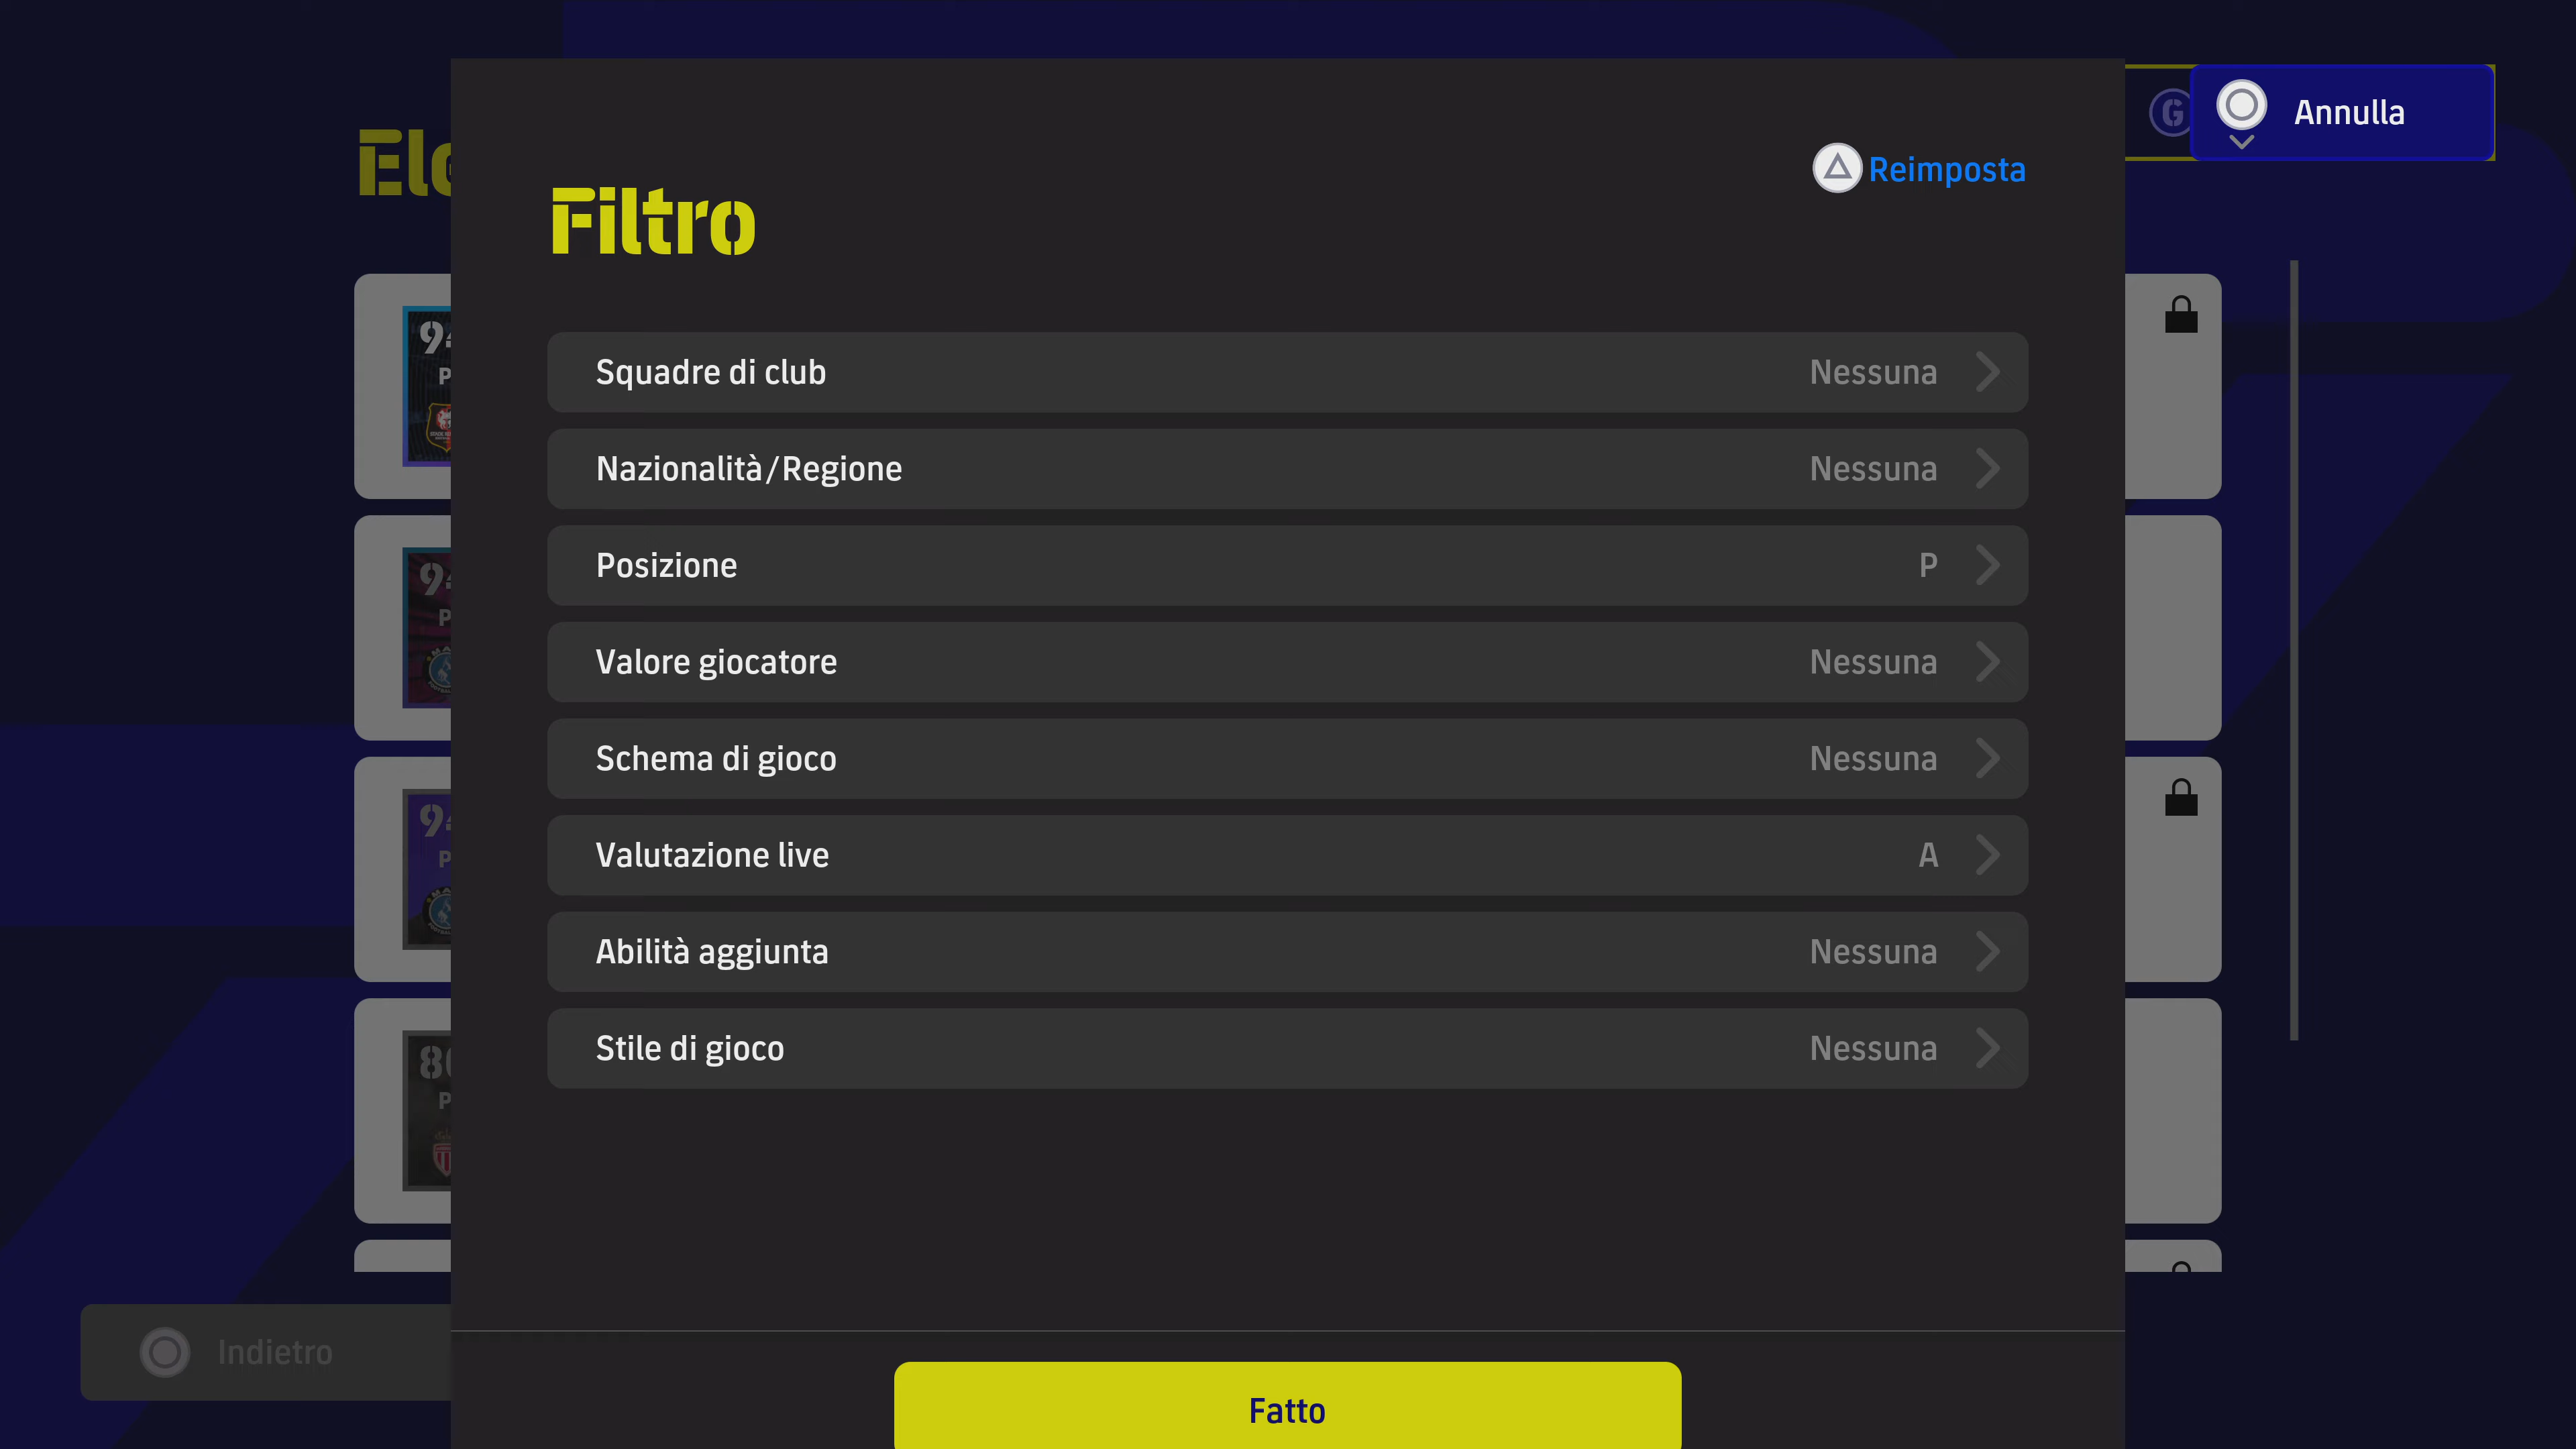 Annulla
Reimposta
Filtro
Squadre di club Nessuna
Nazionalità/Regione Nessuna
Posizione P
Valore giocatore Nessuna
Schema di gioco Nessuna
Valutazione live A
Abilità aggiunta Nessuna
Stile di gioco Nessuna
Indietro
Fatto